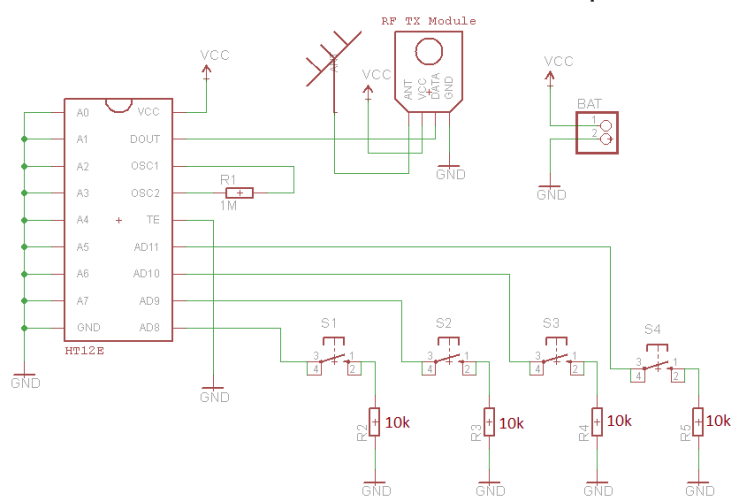 RF TX Module
VCC
ANT
VCC
ANT
VCC
DATA
GND
VCC
BAT
1
2
GND
GND
A0 VCC
A1 DOUT
A2 OSC1
A3 OSC2
A4 TE
A5 AD11
A6 AD10
A7 AD9
GND AD8
HT12E
R1
1M
GND
GND
S1
3 1
4 2
S2
3 1
4 2
S3
3 1
4 2
S4
3 1
4 2
R2 10k
R3 10k
R4 10k
R5 10k
GND
GND
GND
GND